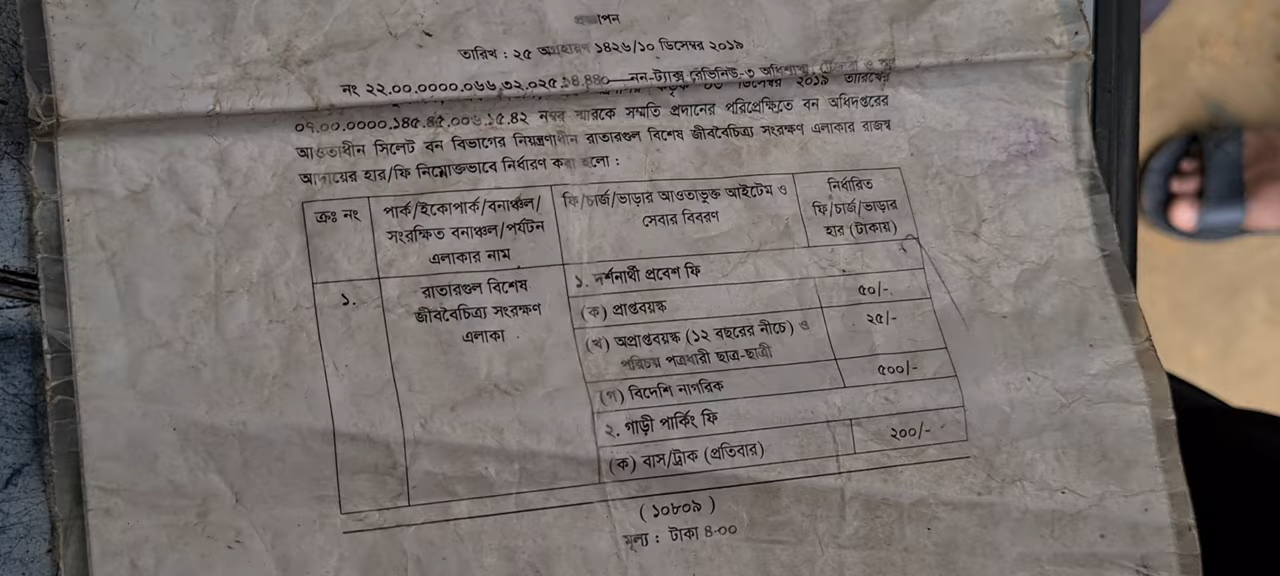 তারিখ : ২৫ অগ্রহায়ণ ১৪২৬/১০ ডিসেম্বর ২০১৯
নং ২২.০০.০০০০.০৬৬.৩২.০২৫.১৪.৪৪০ নন-ট্যাক্স রেভিনিউ-৩ অধিশাখা,
ডিসেম্বর ২০১৯ তারিখের
০৭.০০.০০০০.১৪৫.৪৫.০০৬.১৫.৪২ নম্বর স্মারকে সম্মতি প্রদানের পরিপ্রেক্ষিতে বন অধিদপ্তরের
আওতাধীন সিলেট বন বিভাগের নিয়ন্ত্রণাধীন রাতারগুল বিশেষ জীববৈচিত্র্য সংরক্ষণ এলাকার রাজস্ব
আদায়ের হার/ফি নিম্নোক্তভাবে নির্ধারণ করা হলো :
ক্রঃ নং
পার্ক/ইকোপার্ক/বনাঞ্চল/
সংরক্ষিত বনাঞ্চল/পর্যটন
এলাকার নাম
ফি/চার্জ/ভাড়ার আওতাভুক্ত আইটেম ও
সেবার বিবরণ
নির্ধারিত
ফি/চার্জ/ভাড়ার
হার (টাকায়)
১.
রাতারগুল বিশেষ
জীববৈচিত্র্য সংরক্ষণ
এলাকা
১. দর্শনার্থী প্রবেশ ফি
(ক) প্রাপ্তবয়স্ক
৫০/-
(খ) অপ্রাপ্তবয়স্ক (১২ বছরের নীচে) ও
পরিচয় পত্রধারী ছাত্র-ছাত্রী
২৫/-
(গ) বিদেশি নাগরিক
৫০০/-
২. গাড়ী পার্কিং ফি
(ক) বাস/ট্রাক (প্রতিবার)
২০০/-
(১০৮০৯)
মূল্য : টাকা ৪.০০